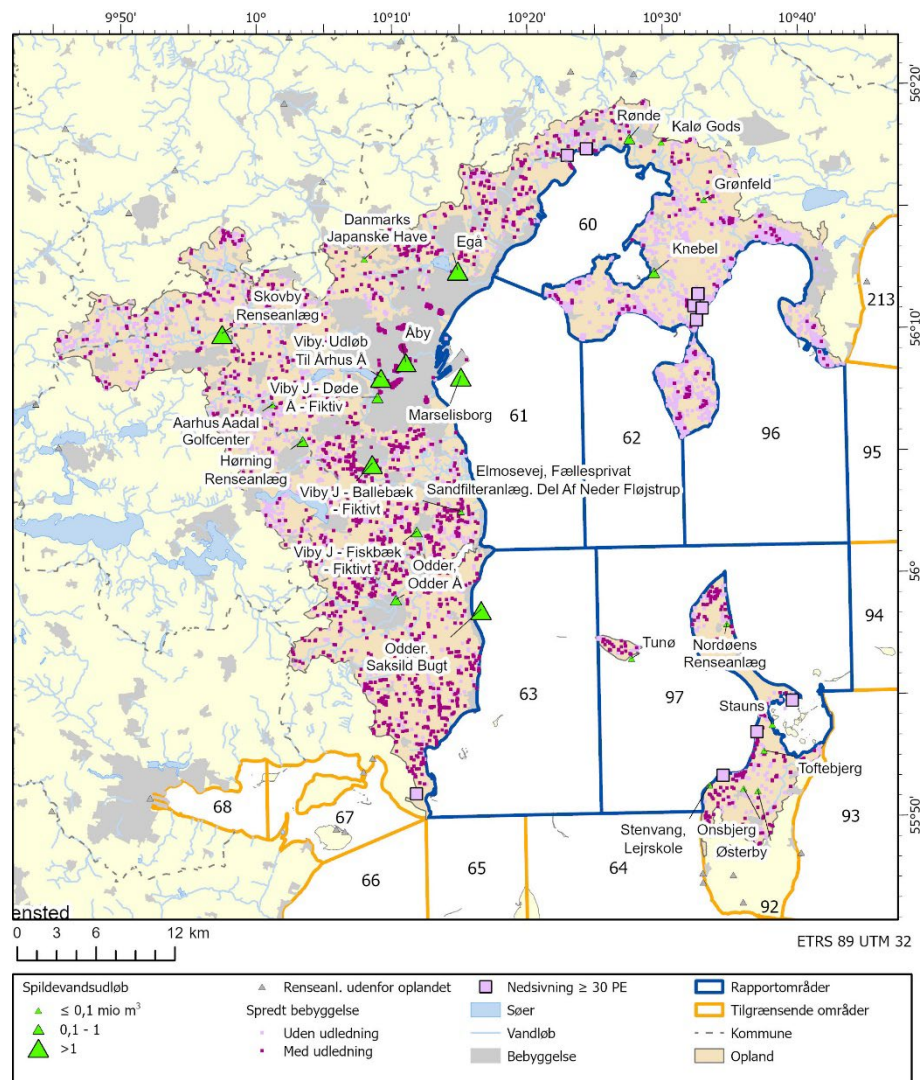 9°50'
10°
10°10'
10°20'
10°30'
10°40'
56°20'
Rønde
Kalø Gods
Grønfeld
60
Danmarks
Japanske Have
Egå
Knebel
213
Skovby
Renseanlæg
56°10'
Åby
Viby. Udløb
Til Århus Å
Viby J - Døde
Å - Fiktiv
Marselisborg
61
62
96
95
Aarhus Aadal
Golfcenter
Hørning
Renseanlæg
Elmosevej, Fællesprivat
Sandfilteranlæg. Del Af Neder Fløjstrup
Viby J - Ballebæk
- Fiktivt
Viby J - Fiskbæk
- Fiktivt
Odder,
Odder Å
56°
94
Odder.
Saksild Bugt
Tunø
Nordøens
Renseanlæg
63
97
Stauns
Toftebjerg
68
67
55°50'
93
Stenvang,
Lejrskole
Onsbjerg
Østerby
66
65
64
92
ensted
0 3 6 12 km
ETRS 89 UTM 32
Spildevandsudløb
≤ 0,1 mio m³
0,1 - 1
>1
Renseanl. udenfor oplandet
Spredt bebyggelse
Uden udledning
Med udledning
Nedsivning ≥ 30 PE
Søer
Vandløb
Bebyggelse
Rapportområder
Tilgrænsende områder
Kommune
Opland